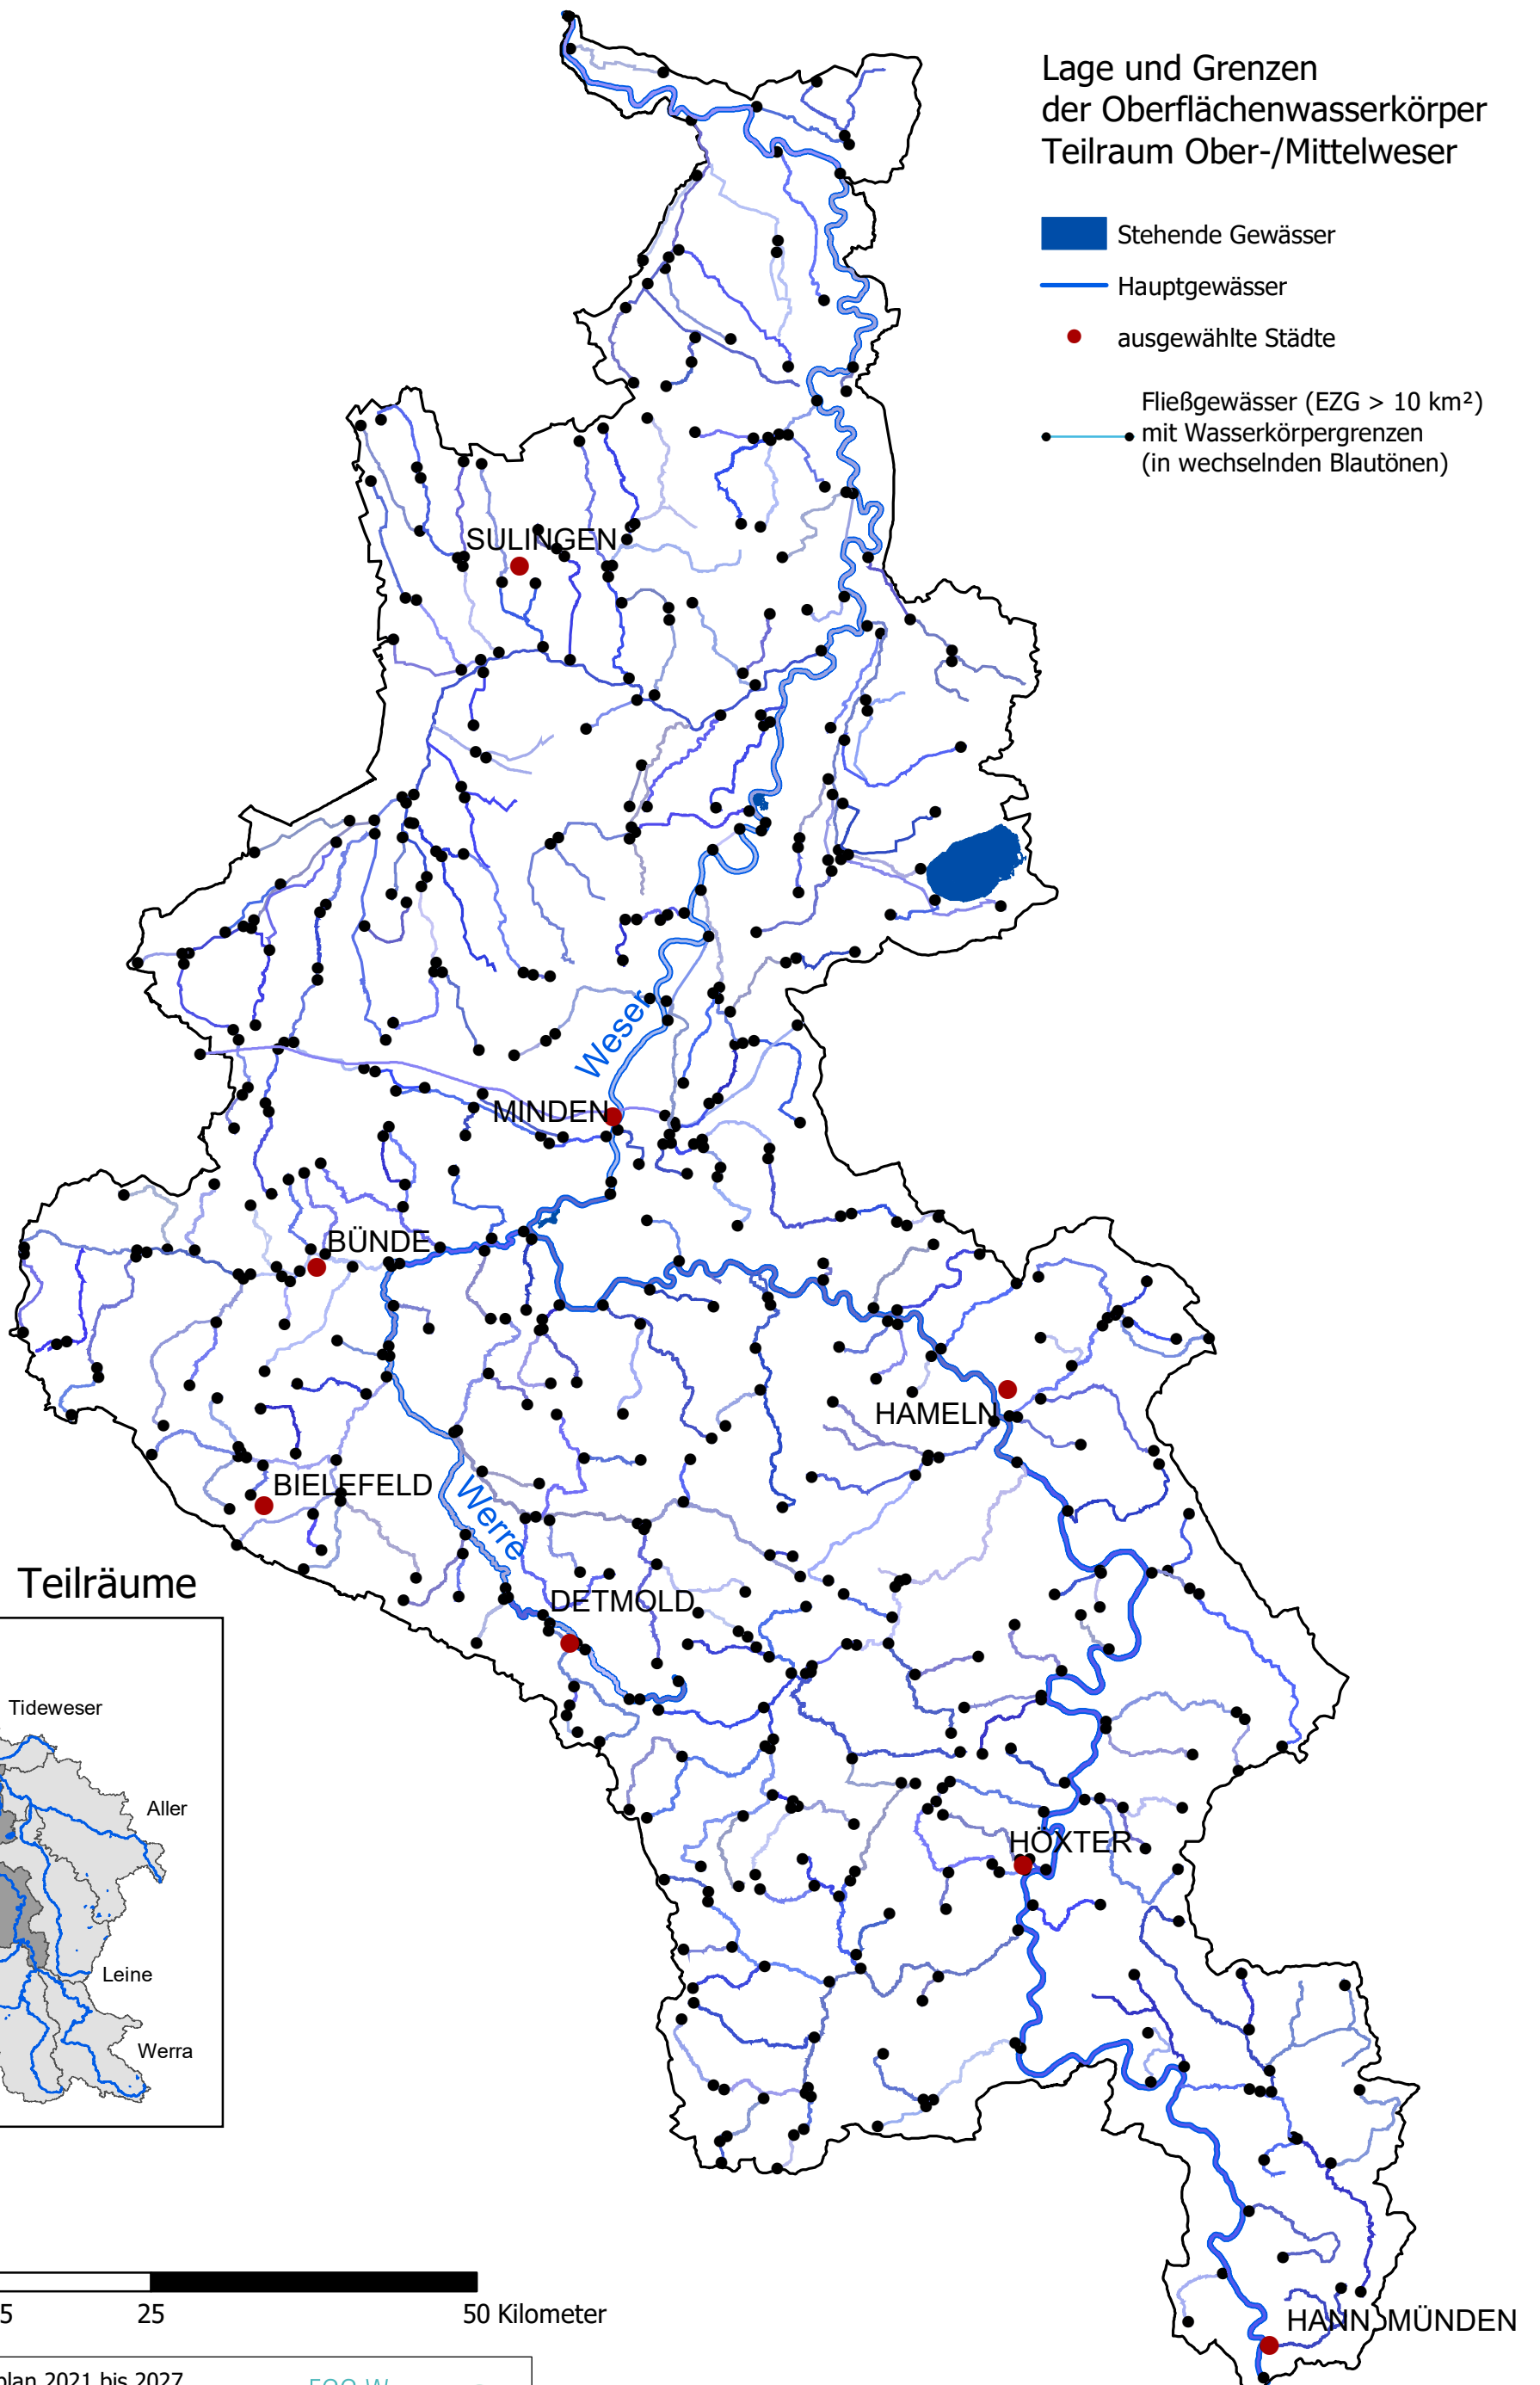 Lage und Grenzen
der Oberflächenwasserkörper
Teilraum Ober-/Mittelweser
Stehende Gewässer
Hauptgewässer
ausgewählte Städte
Fließgewässer (EZG > 10 km²)
mit Wasserkörpergrenzen
(in wechselnden Blautönen)
SULINGEN
Weser
MINDEN
BÜNDE
HAMELN
BIELEFELD
Werre
DETMOLD
HÖXTER
HANN.MÜNDEN
Teilräume
Tideweser
Aller
Leine
Werra
5 25 50 Kilometer
plan 2021 bis 2027